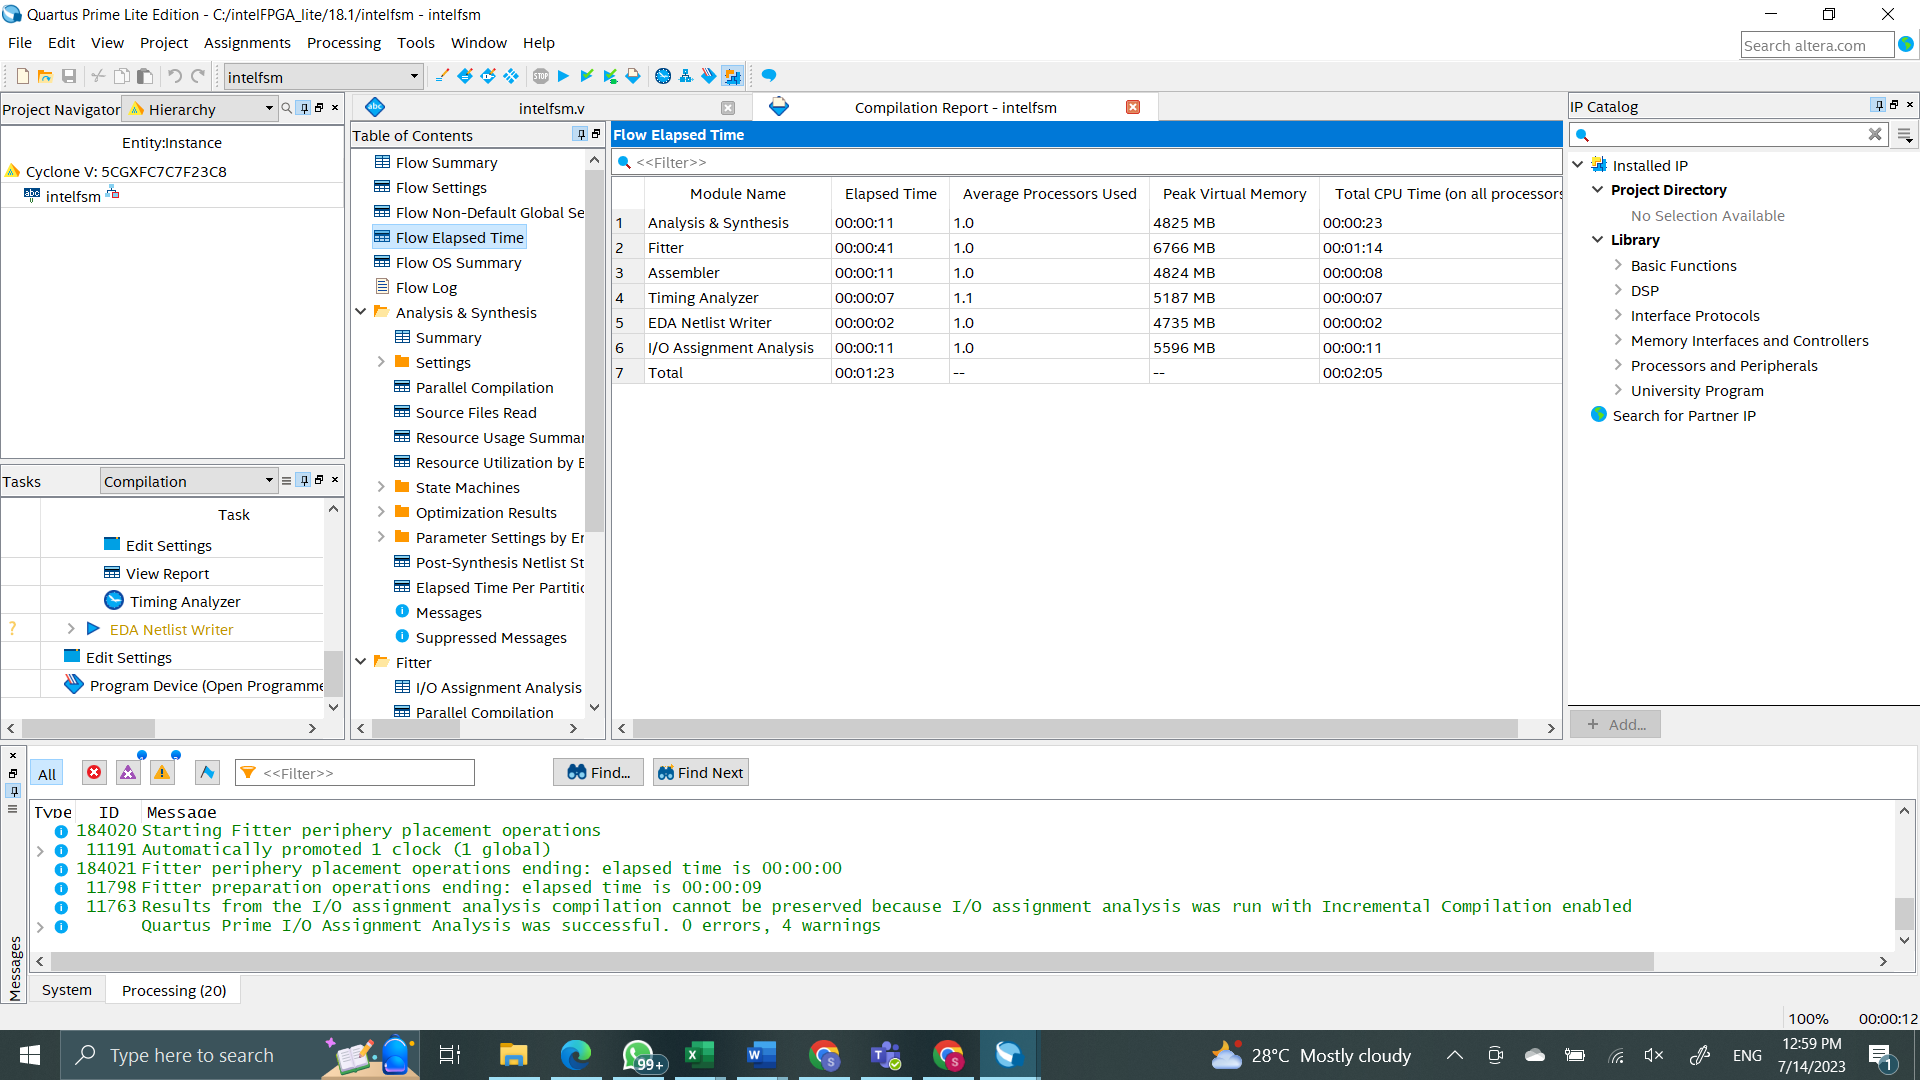 Quartus Prime Lite Edition - C:/intelFPGA_lite/18.1/intelfsm - intelfsm
File Edit View Project Assignments Processing Tools Window Help
Search altera.com
intelfsm
Project Navigator Hierarchy
Entity:Instance
Cyclone V: 5CGXFC7C7F23C8
intelfsm
Tasks Compilation
Task
Edit Settings
View Report
Timing Analyzer
? EDA Netlist Writer
Edit Settings
Program Device (Open Programme
intelfsm.v
Compilation Report - intelfsm
Table of Contents
Flow Summary
Flow Settings
Flow Non-Default Global Se
Flow Elapsed Time
Flow OS Summary
Flow Log
Analysis & Synthesis
Summary
Settings
Parallel Compilation
Source Files Read
Resource Usage Summar
Resource Utilization by E
State Machines
Optimization Results
Parameter Settings by Er
Post-Synthesis Netlist St
Elapsed Time Per Partitic
Messages
Suppressed Messages
Fitter
I/O Assignment Analysis
Parallel Compilation
Flow Elapsed Time
<<Filter>>
Module Name Elapsed Time Average Processors Used Peak Virtual Memory Total CPU Time (on all processors
1 Analysis & Synthesis 00:00:11 1.0 4825 MB 00:00:23
2 Fitter 00:00:41 1.0 6766 MB 00:01:14
3 Assembler 00:00:11 1.0 4824 MB 00:00:08
4 Timing Analyzer 00:00:07 1.1 5187 MB 00:00:07
5 EDA Netlist Writer 00:00:02 1.0 4735 MB 00:00:02
6 I/O Assignment Analysis 00:00:11 1.0 5596 MB 00:00:11
7 Total 00:01:23 -- -- 00:02:05
IP Catalog
Installed IP
Project Directory
No Selection Available
Library
Basic Functions
DSP
Interface Protocols
Memory Interfaces and Controllers
Processors and Peripherals
University Program
Search for Partner IP
+ Add...
All <<Filter>> Find... Find Next
Type ID Message
184020 Starting Fitter periphery placement operations
11191 Automatically promoted 1 clock (1 global)
184021 Fitter periphery placement operations ending: elapsed time is 00:00:00
11798 Fitter preparation operations ending: elapsed time is 00:00:09
11763 Results from the I/O assignment analysis compilation cannot be preserved because I/O assignment analysis was run with Incremental Compilation enabled
Quartus Prime I/O Assignment Analysis was successful. 0 errors, 4 warnings
Messages
System Processing (20)
100% 00:00:12
Type here to search
99+
28°C Mostly cloudy
ENG
12:59 PM
7/14/2023
1